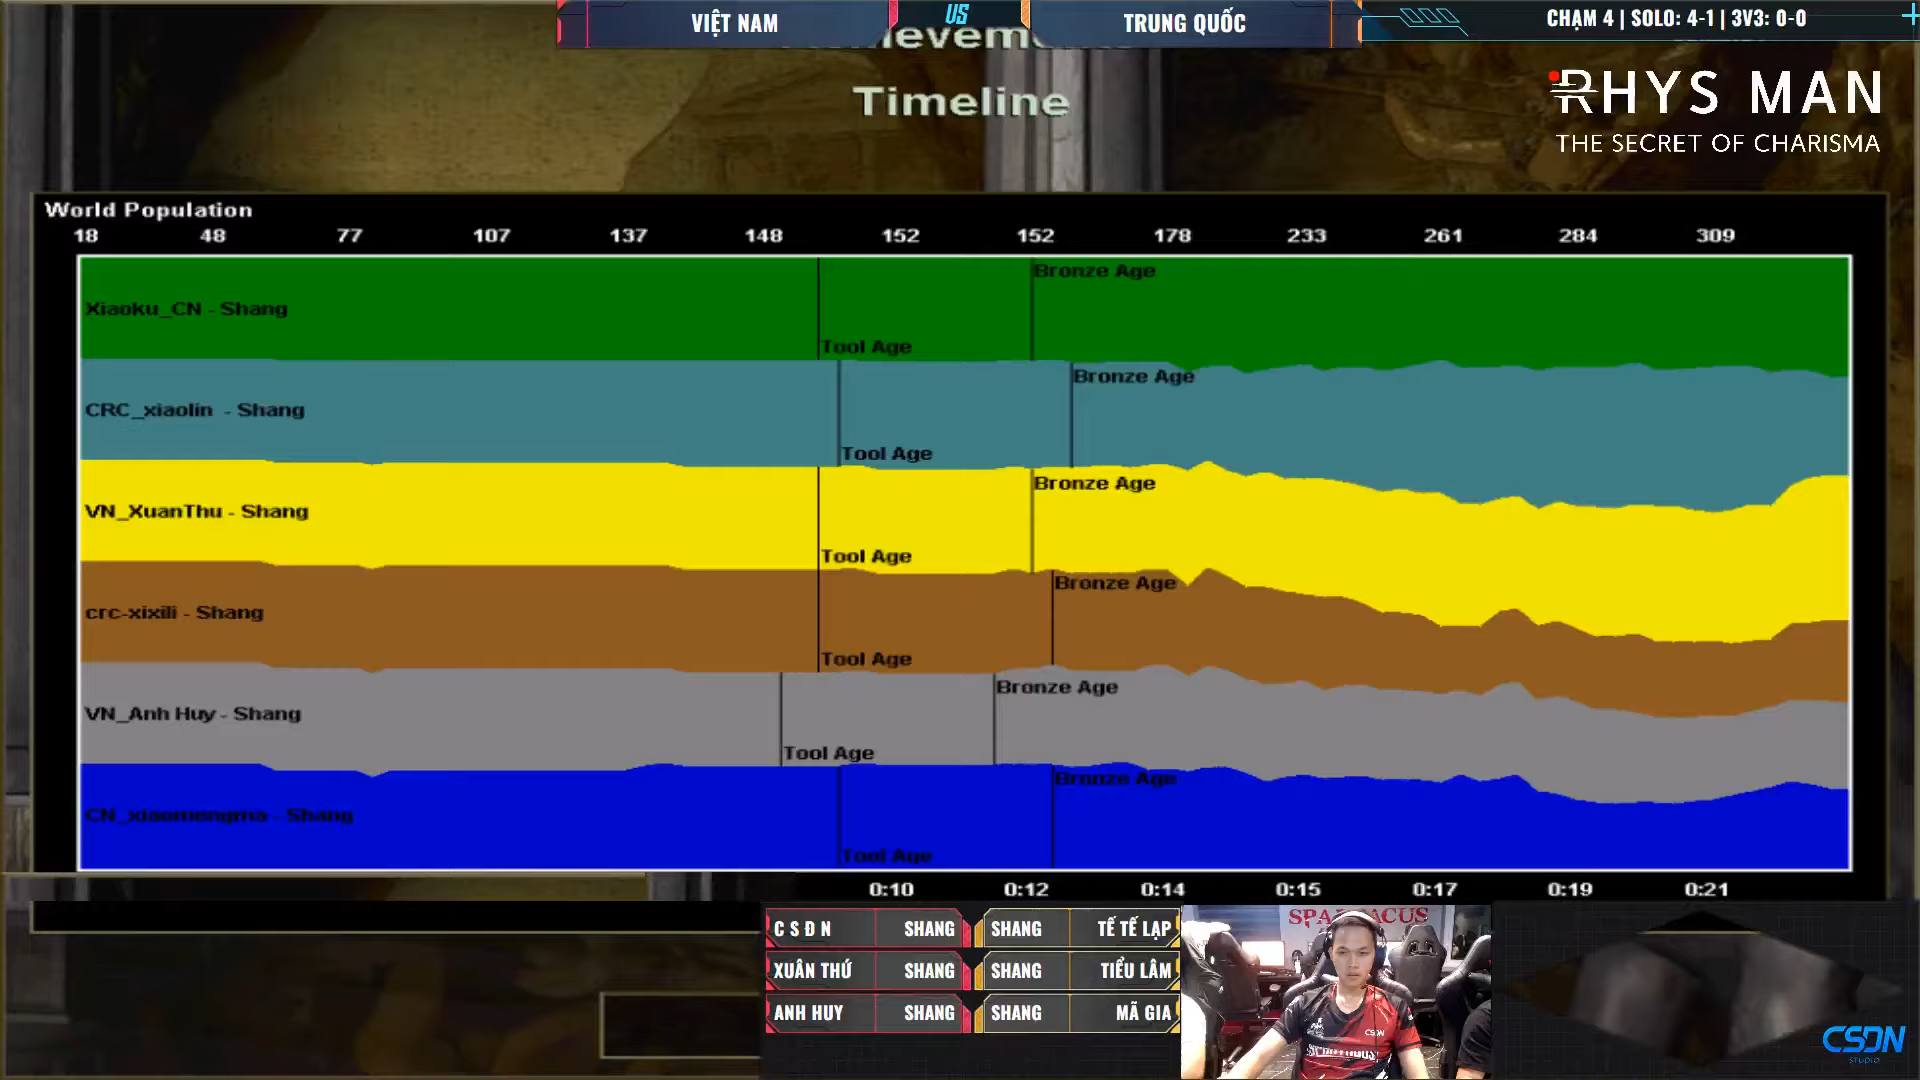 VIỆT NAM
TRUNG QUỐC
CHẠM 4 | SOLO: 4-1 | 3V3: 0-0
Timeline
RHYS MAN
THE SECRET OF CHARISMA
World Population
18 48 77 107 137 148 152 152 178 233 261 284 309
Bronze Age
Xiaoku_CN - Shang
Tool Age
Bronze Age
CRC_xiaolin - Shang
Tool Age
Bronze Age
VN_XuanThu - Shang
Tool Age
Bronze Age
crc-xixili - Shang
Tool Age
Bronze Age
VN_Anh Huy - Shang
Tool Age
Bronze Age
CN_xiaomengma - Shang
Tool Age
0:10 0:12 0:14 0:15 0:17 0:19 0:21
C S Đ N SHANG SHANG TẾ TẾ LẠP
XUÂN THỨ SHANG SHANG TIỂU LÂM
ANH HUY SHANG SHANG MÃ GIA
CSDN
CSDN
STUDIO